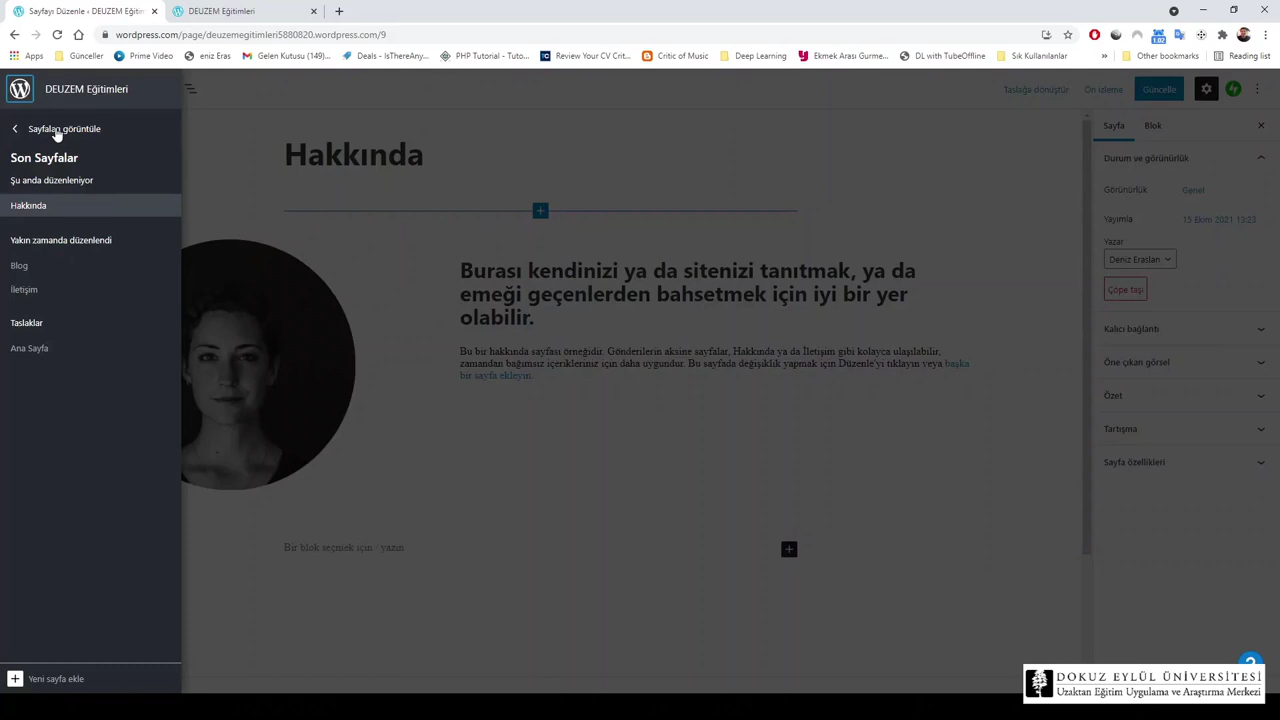 Sayfayı Düzenle ‹ DEUZEM Eğitim
DEUZEM Eğitimleri
wordpress.com/page/deuzemegitimleri5880820.wordpress.com/9
Apps
Günceller
Prime Video
eniz Eras
Gelen Kutusu (149)...
Deals - IsThereAny...
PHP Tutorial - Tut...
Review Your CV Crit...
Critic of Music
Deep Learning
Ekmek Arası Gurme...
DL with TubeOffline
Sık Kullanılanlar
Other bookmarks
Reading list
1.02
DEUZEM Eğitimleri
Taslağa dönüştür
Ön izleme
Güncelle
Sayfaları görüntüle
Son Sayfalar
Şu anda düzenleniyor
Hakkında
Yakın zamanda düzenlendi
Blog
İletişim
Taslaklar
Ana Sayfa
Yeni sayfa ekle
Hakkında
Burası kendinizi ya da sitenizi tanıtmak, ya da
emeği geçenlerden bahsetmek için iyi bir yer
olabilir.
Bu bir hakkında sayfası örneğidir. Gönderilerin aksine sayfalar, Hakkında ya da İletişim gibi kolayca ulaşılabilir,
zamandan bağımsız içerikleriniz için daha uygundur. Bu sayfada değişiklik yapmak için Düzenle'yi tıklayın veya başka
bir sayfa ekleyin.
Bir blok seçmek için / yazın
Sayfa
Blok
Durum ve görünürlük
Görünürlük
Genel
Yayımla
15 Ekim 2021 13:23
Yazar
Deniz Eraslan
Çöpe taşı
Kalıcı bağlantı
Öne çıkan görsel
Özet
Tartışma
Sayfa özellikleri
DOKUZ EYLÜL ÜNİVERSİTESİ
Uzaktan Eğitim Uygulama ve Araştırma Merkezi